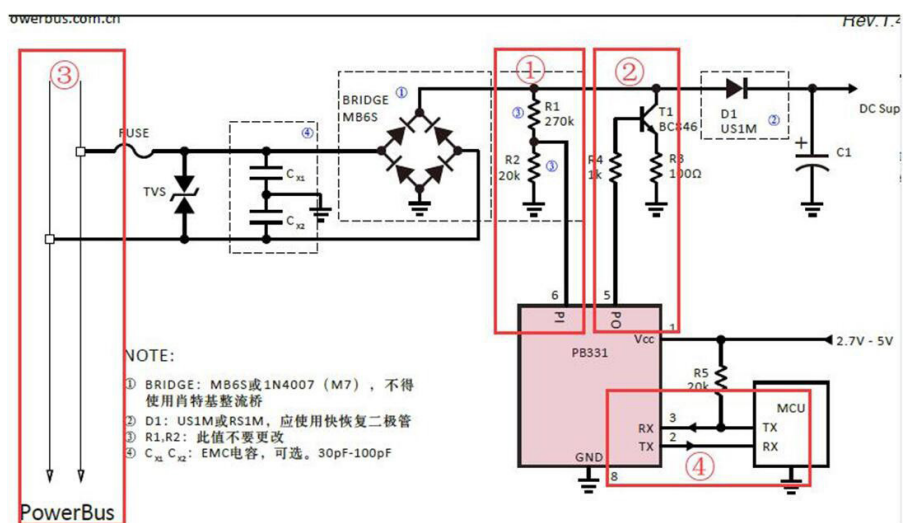 owerbus.com.cn
Rev.1.
③
①
②
BRIDGE ①
MB6S
③
R1
270k
T1
BC846
D1
US1M
②
DC Sup
FUSE
④
TVS
CX1
CX2
R2
20k
③
R4
1k
R3
100Ω
+
C1
6
5
PI
PO
1
Vcc
2.7V - 5V
PB331
R5
20k
MCU
RX
3
TX
TX
2
RX
GND
8
④
NOTE:
① BRIDGE: MB6S或1N4007 (M7) ,不得
使用肖特基整流桥
② D1: US1M或RS1M,应使用快恢复二极管
③ R1,R2: 此值不要更改
④ CX1 CX2: EMC电容,可选。30pF-100pF
PowerBus